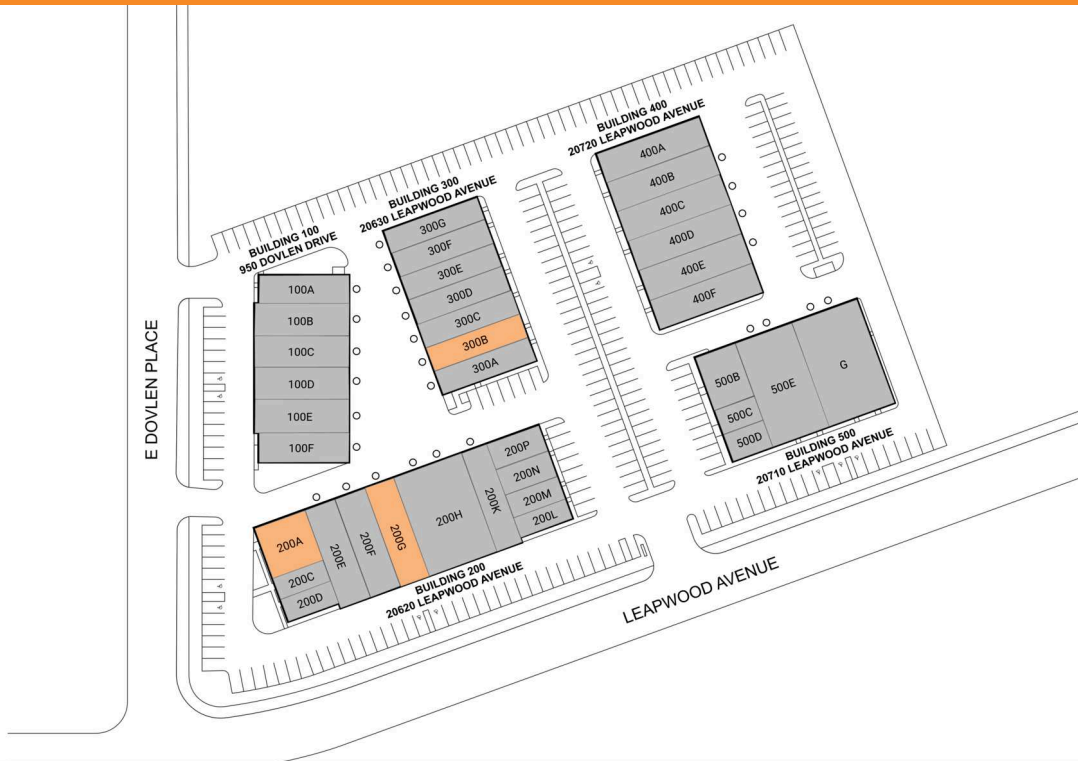 BUILDING 400
20720 LEAPWOOD AVENUE
400A
400B
400C
400D
400E
400F
BUILDING 300
20630 LEAPWOOD AVENUE
300G
300F
300E
300D
300C
300B
300A
BUILDING 100
950 DOVLEN DRIVE
100A
100B
100C
100D
100E
100F
E DOVLEN PLACE
500B
500C
500D
500E
G
BUILDING 500
20710 LEAPWOOD AVENUE
200A
200C
200D
200E
200F
200G
200H
200K
200P
200N
200M
200L
BUILDING 200
20620 LEAPWOOD AVENUE
LEAPWOOD AVENUE